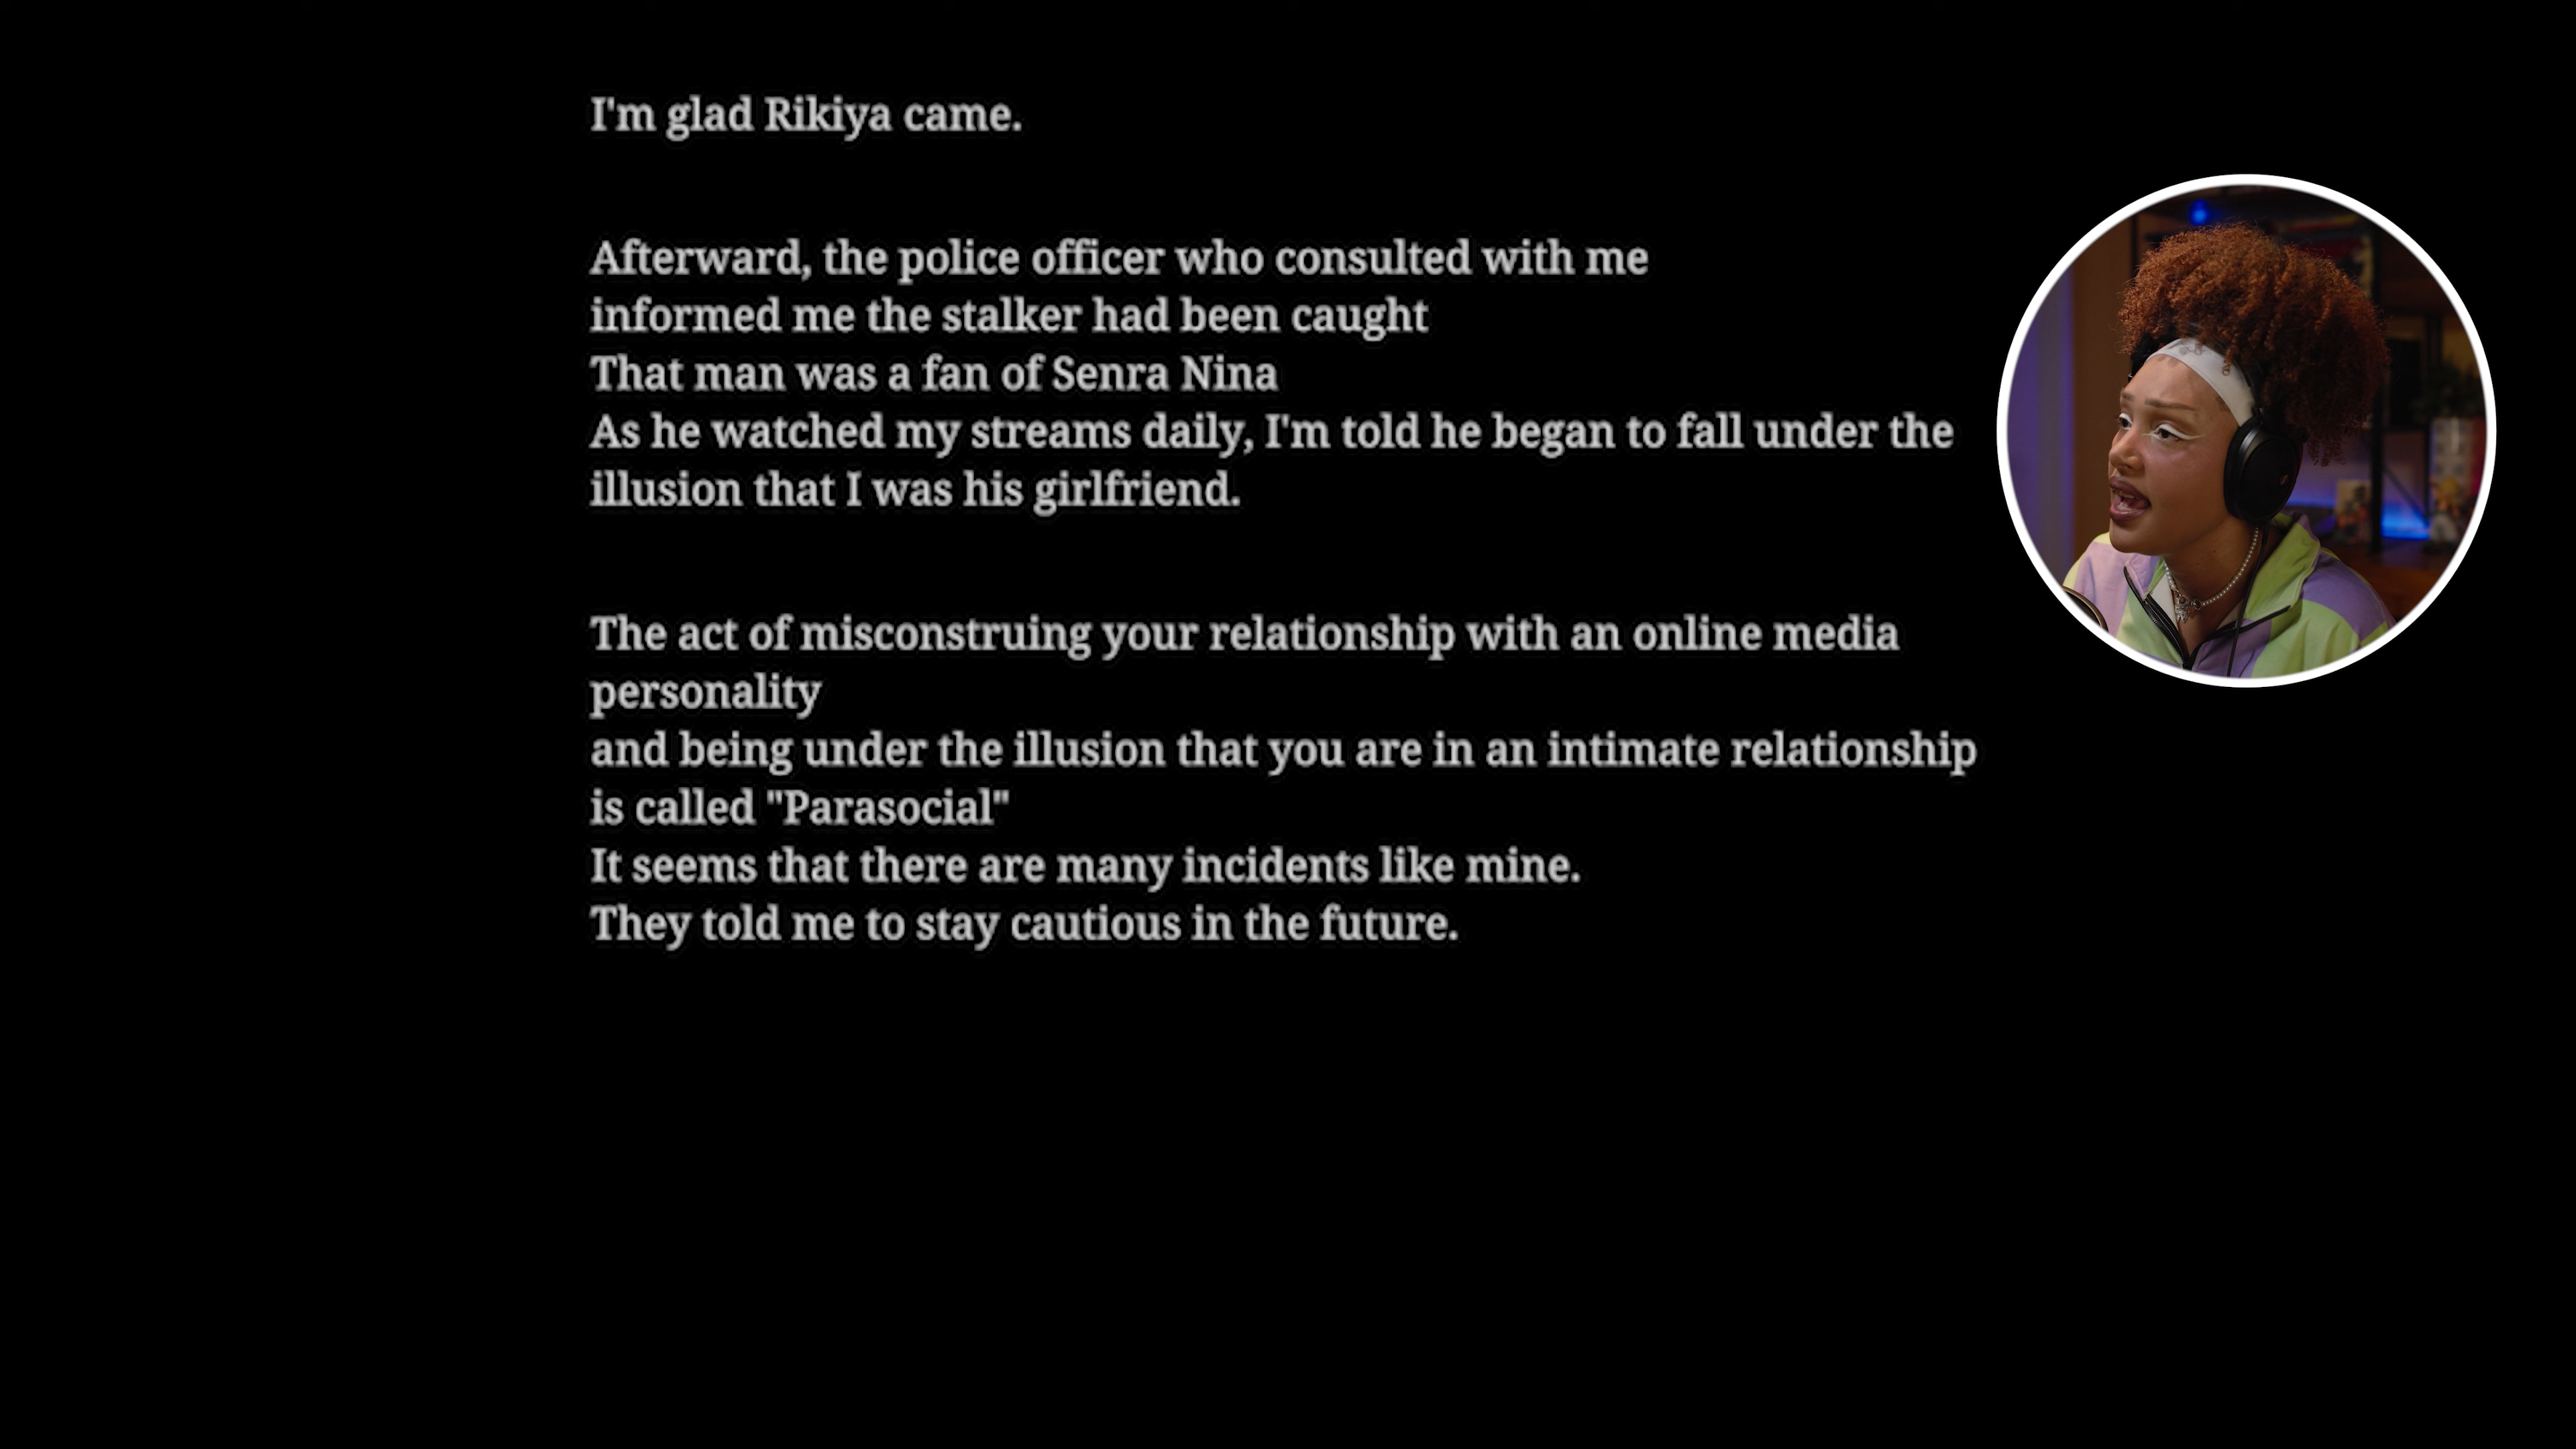 I'm glad Rikiya came.
Afterward, the police officer who consulted with me
informed me the stalker had been caught
That man was a fan of Senra Nina
As he watched my streams daily, I'm told he began to fall under the
illusion that I was his girlfriend.
The act of misconstruing your relationship with an online media
personality
and being under the illusion that you are in an intimate relationship
is called "Parasocial"
It seems that there are many incidents like mine.
They told me to stay cautious in the future.